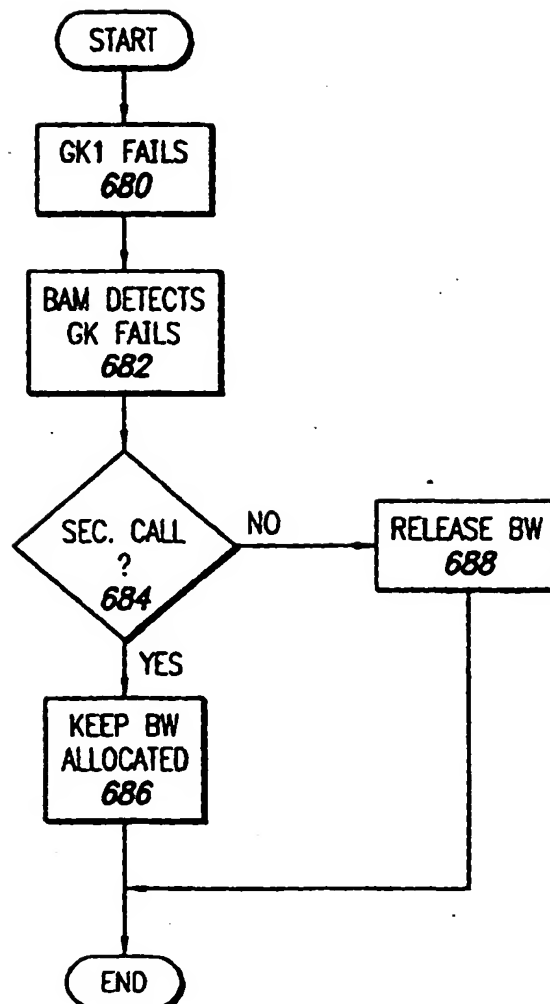 START
GK1 FAILS
680
BAM DETECTS
GK FAILS
682
SEC. CALL
?
684
NO
RELEASE BW
688
YES
KEEP BW
ALLOCATED
686
END